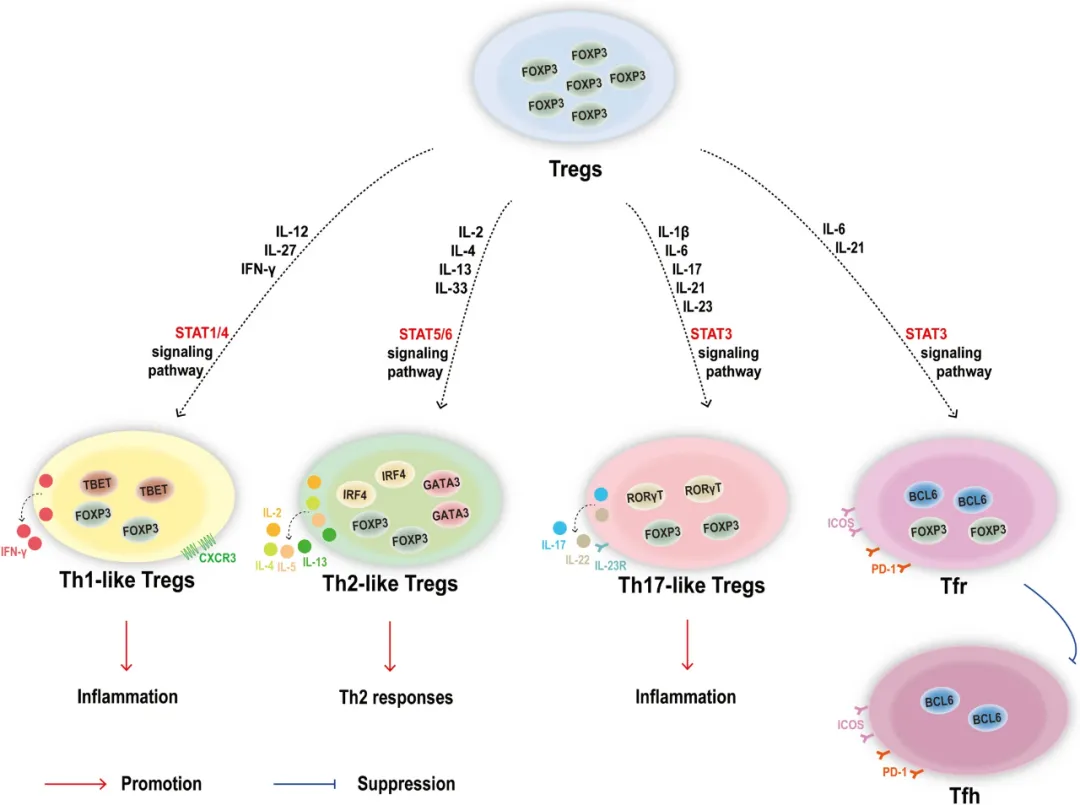 FOXP3
FOXP3
FOXP3
FOXP3
FOXP3
FOXP3
Tregs
IL-12
IL-27
IFN-γ
STAT1/4
signaling
pathway
IL-2
IL-4
IL-13
IL-33
STAT5/6
signaling
pathway
IL-1β
IL-6
IL-17
IL-21
IL-23
STAT3
signaling
pathway
IL-6
IL-21
STAT3
signaling
pathway
TBET
TBET
FOXP3
FOXP3
IFN-γ
CXCR3
Th1-like Tregs
Inflammation
IRF4
IRF4
GATA3
GATA3
FOXP3
FOXP3
IL-2
IL-4
IL-5
IL-13
Th2-like Tregs
Th2 responses
RORγT
RORγT
FOXP3
FOXP3
IL-17
IL-22
IL-23R
Th17-like Tregs
Inflammation
BCL6
BCL6
FOXP3
FOXP3
ICOS
PD-1
Tfr
BCL6
BCL6
ICOS
PD-1
Tfh
Promotion
Suppression